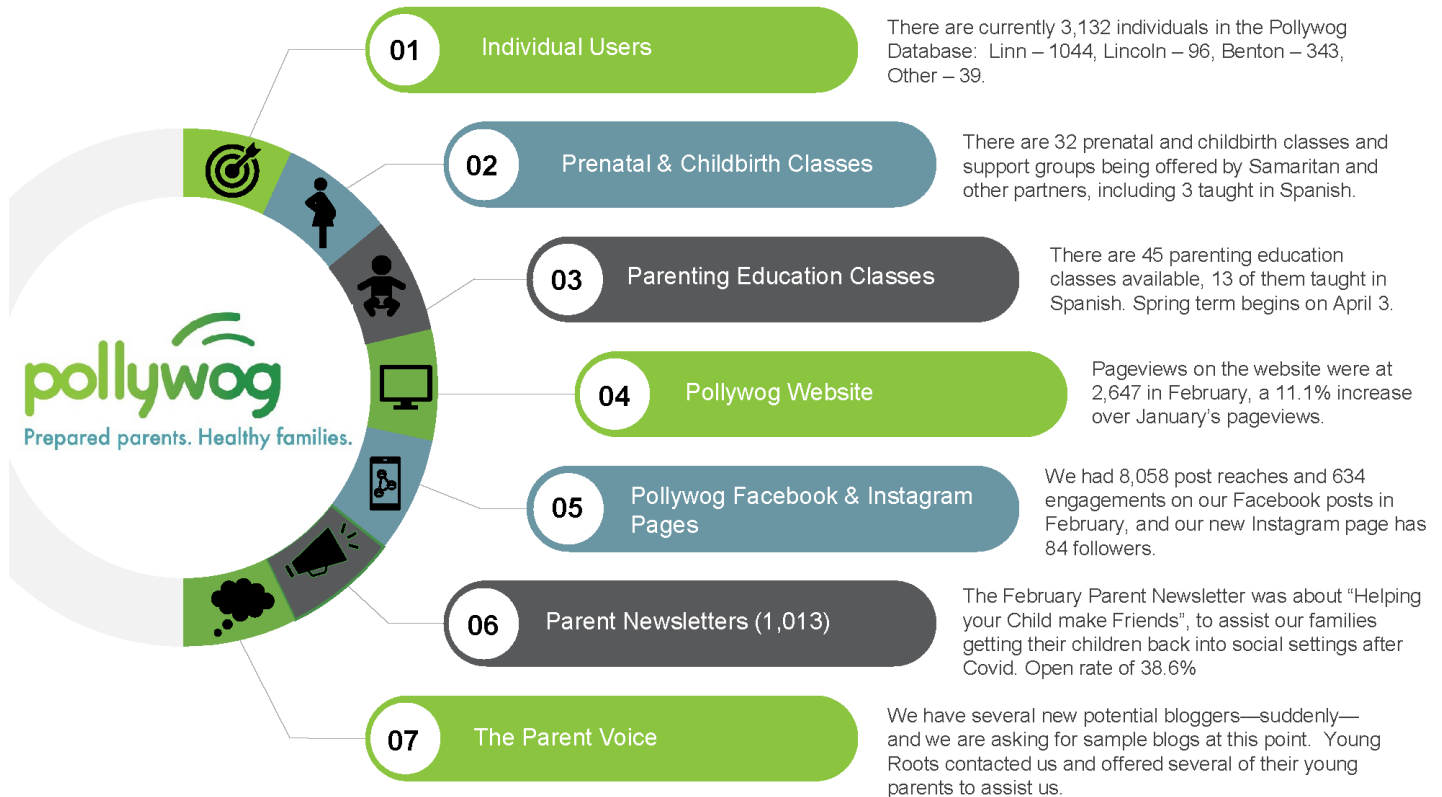 01
Individual Users
There are currently 3,132 individuals in the Pollywog
Database:  Linn – 1044, Lincoln – 96, Benton – 343,
Other – 39.
02
Prenatal & Childbirth Classes
There are 32 prenatal and childbirth classes and
support groups being offered by Samaritan and
other partners, including 3 taught in Spanish.
03
Parenting Education Classes
There are 45 parenting education
classes available, 13 of them taught in
Spanish. Spring term begins on April 3.
pollywog
Prepared parents. Healthy families.
04
Pollywog Website
Pageviews on the website were at
2,647 in February, a 11.1% increase
over January’s pageviews.
05
Pollywog Facebook & Instagram
Pages
We had 8,058 post reaches and 634
engagements on our Facebook posts in
February, and our new Instagram page has
84 followers.
06
Parent Newsletters (1,013)
The February Parent Newsletter was about “Helping
your Child make Friends”, to assist our families
getting their children back into social settings after
Covid. Open rate of 38.6%
07
The Parent Voice
We have several new potential bloggers—suddenly—
and we are asking for sample blogs at this point.  Young
Roots contacted us and offered several of their young
parents to assist us.